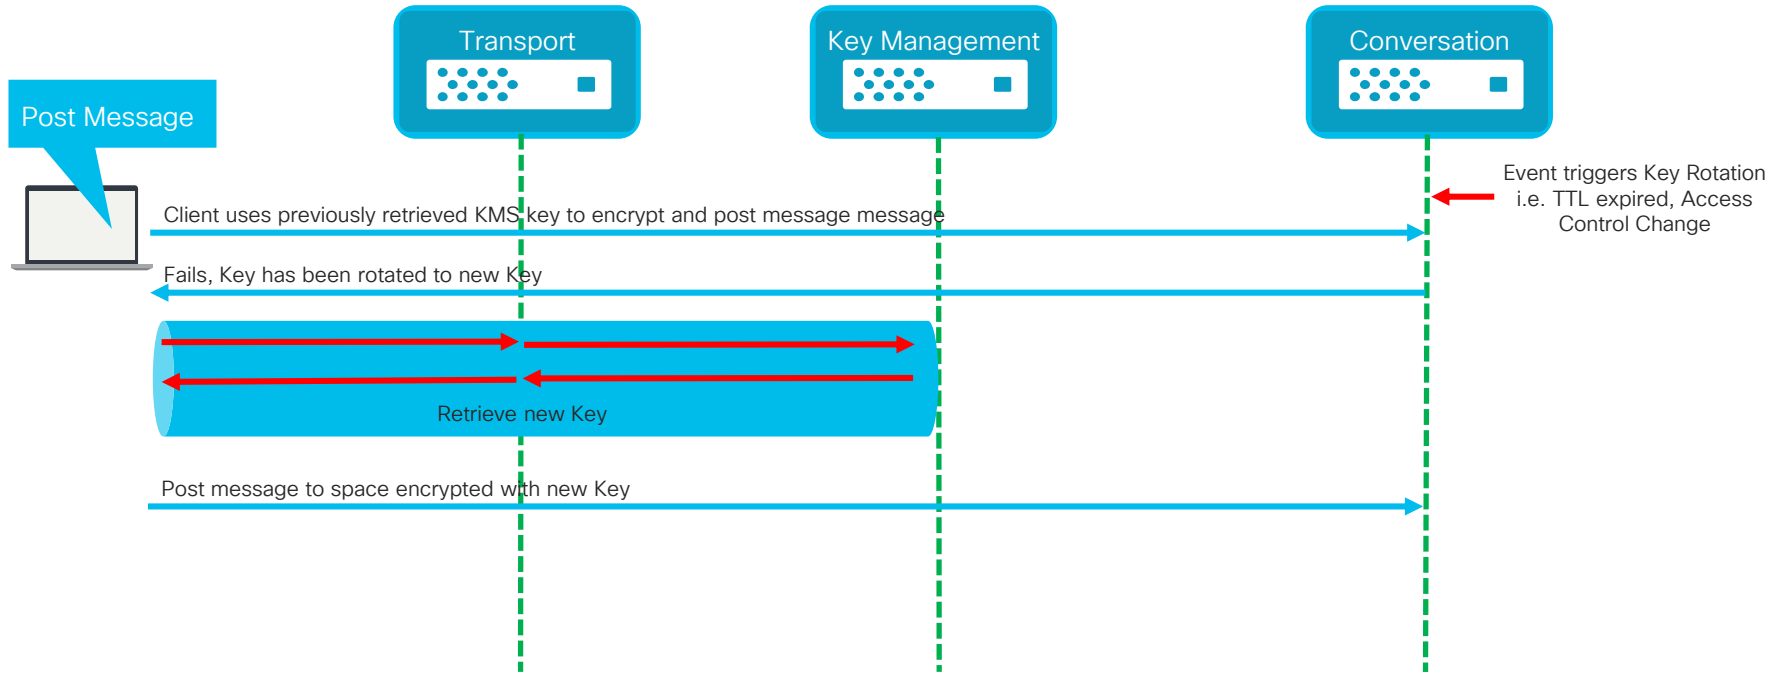 Transport
Key Management
Conversation
Post Message
Event triggers Key Rotation
i.e. TTL expired, Access
Control Change
Client uses previously retrieved KMS key to encrypt and post message message
Fails, Key has been rotated to new Key
Retrieve new Key
Post message to space encrypted with new Key